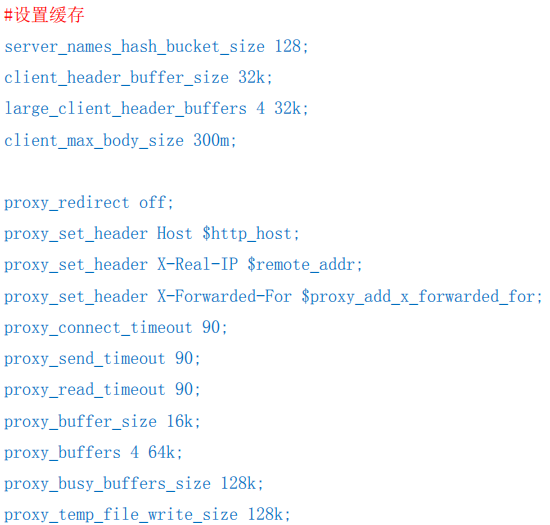 #设置缓存
server_names_hash_bucket_size 128;
client_header_buffer_size 32k;
large_client_header_buffers 4 32k;
client_max_body_size 300m;
proxy_redirect off;
proxy_set_header Host $http_host;
proxy_set_header X-Real-IP $remote_addr;
proxy_set_header X-Forwarded-For $proxy_add_x_forwarded_for;
proxy_connect_timeout 90;
proxy_send_timeout 90;
proxy_read_timeout 90;
proxy_buffer_size 16k;
proxy_buffers 4 64k;
proxy_busy_buffers_size 128k;
proxy_temp_file_write_size 128k;